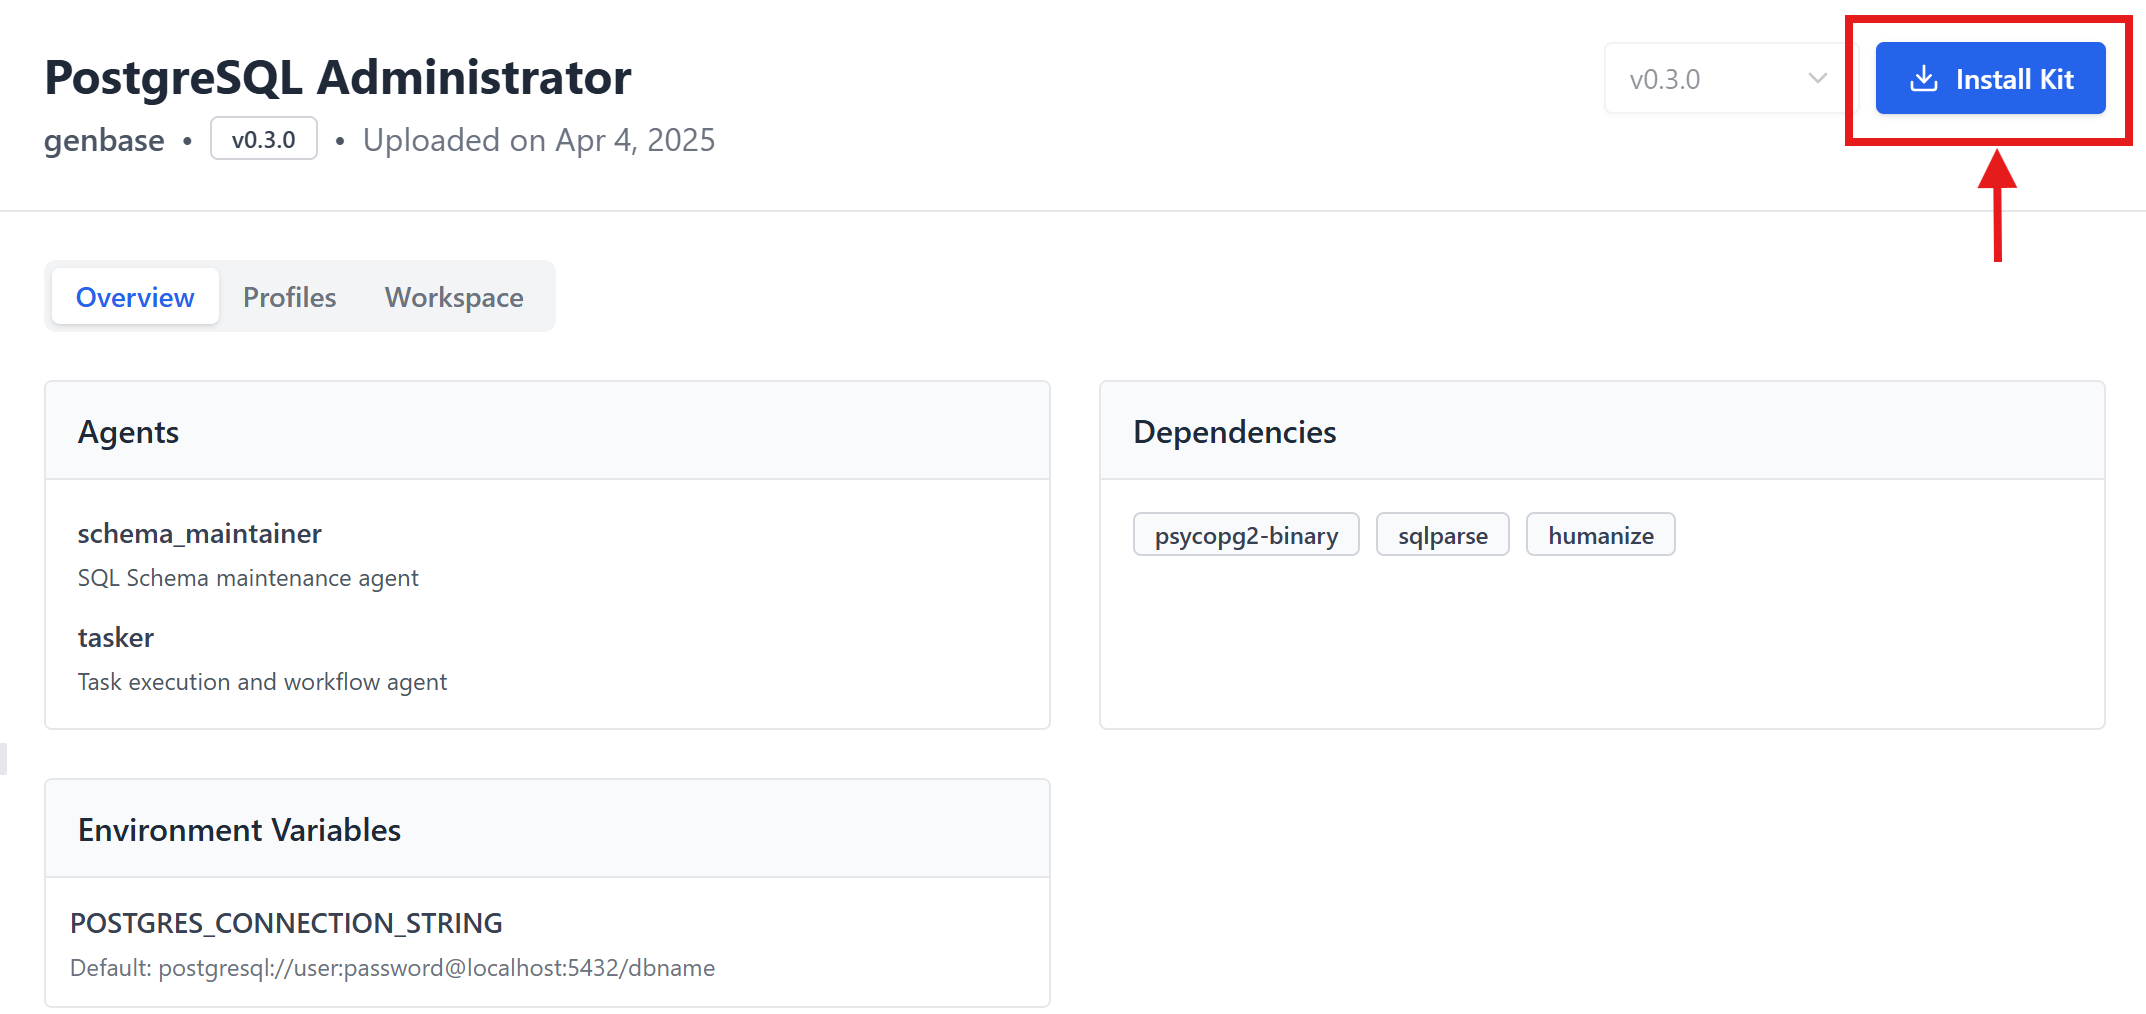 PostgreSQL Administrator
genbase • v0.3.0 • Uploaded on Apr 4, 2025
v0.3.0
Install Kit
Overview
Profiles
Workspace
Agents
schema_maintainer
SQL Schema maintenance agent
tasker
Task execution and workflow agent
Dependencies
psycopg2-binary
sqlparse
humanize
Environment Variables
POSTGRES_CONNECTION_STRING
Default: postgresql://user:password@localhost:5432/dbname